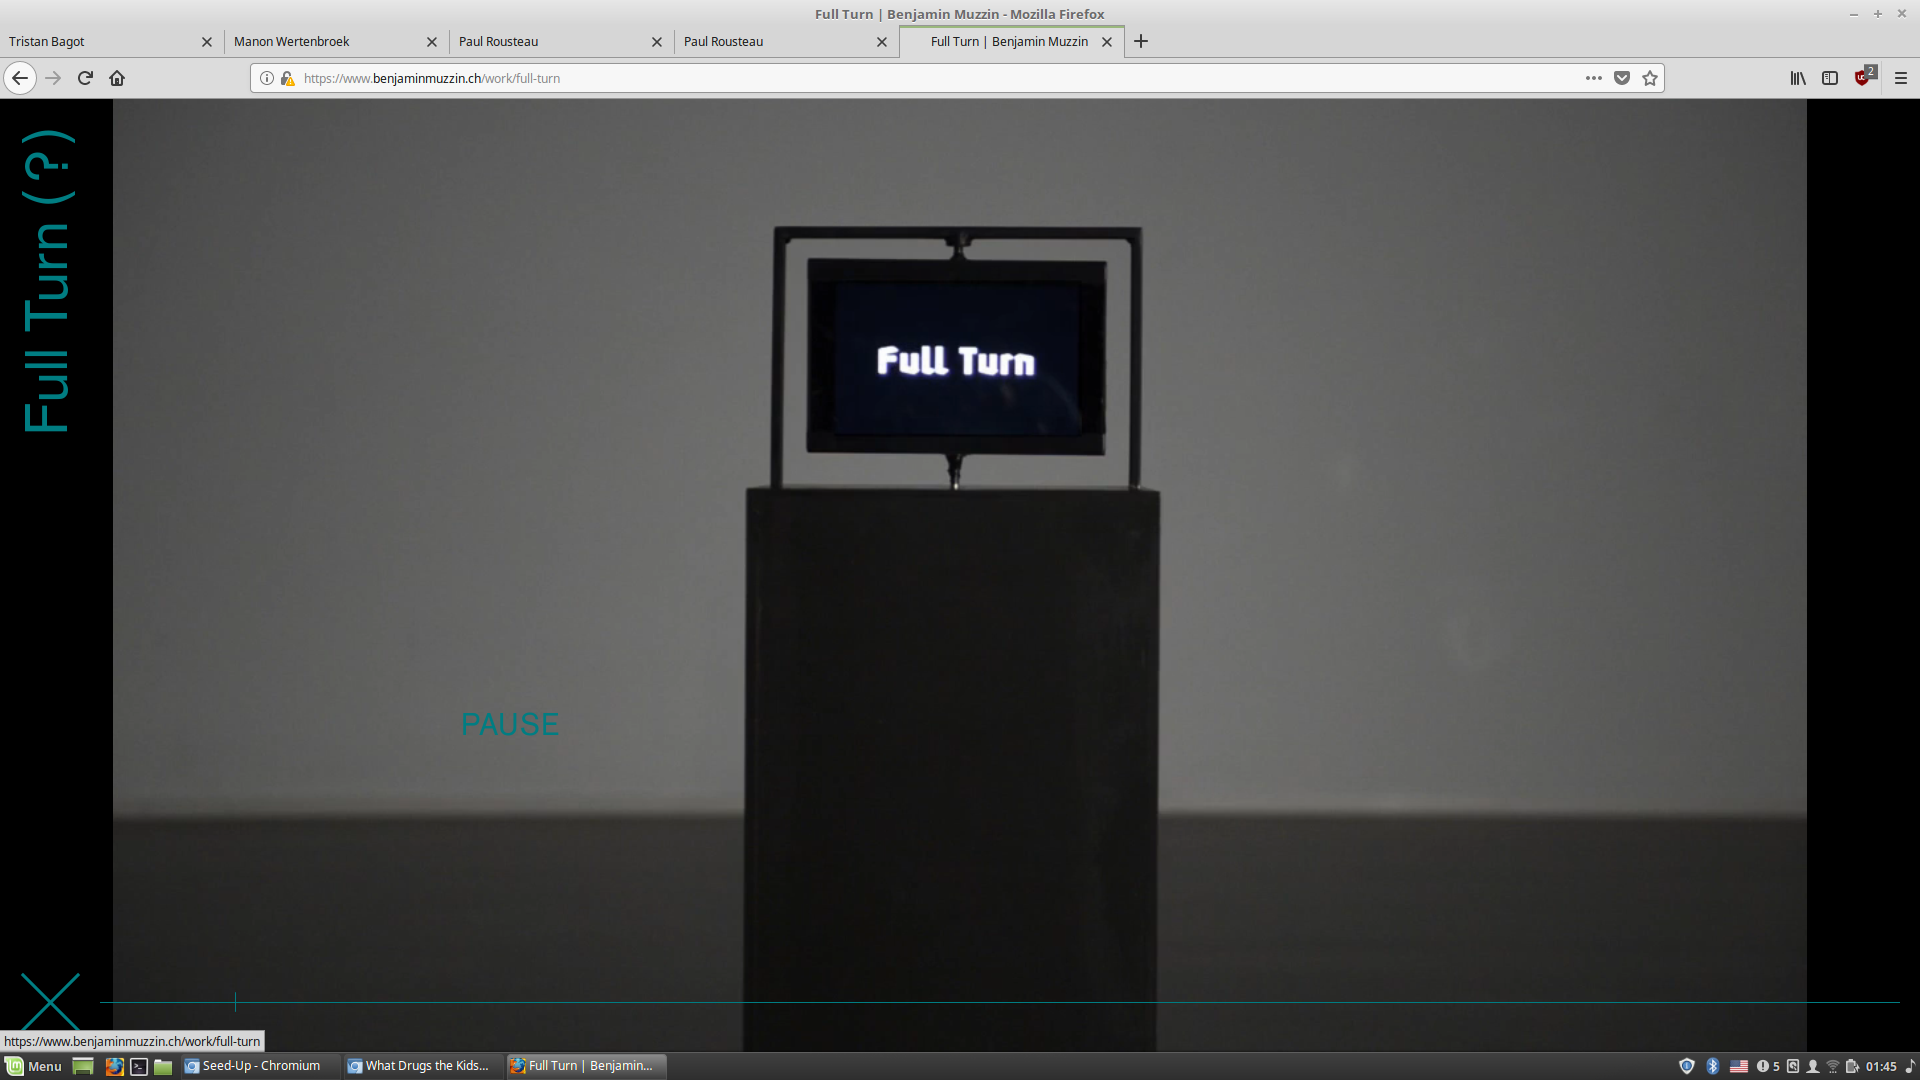 Full Turn | Benjamin Muzzin - Mozilla Firefox
Tristan Bagot
Manon Wertenbroek
Paul Rousteau
Paul Rousteau
Full Turn | Benjamin Muzzin
https://www.benjaminmuzzin.ch/work/full-turn
2
Full Turn (?)
Full Turn
PAUSE
https://www.benjaminmuzzin.ch/work/full-turn
Menu
Seed-Up - Chromium
What Drugs the Kids...
Full Turn | Benjamin...
5
01:45